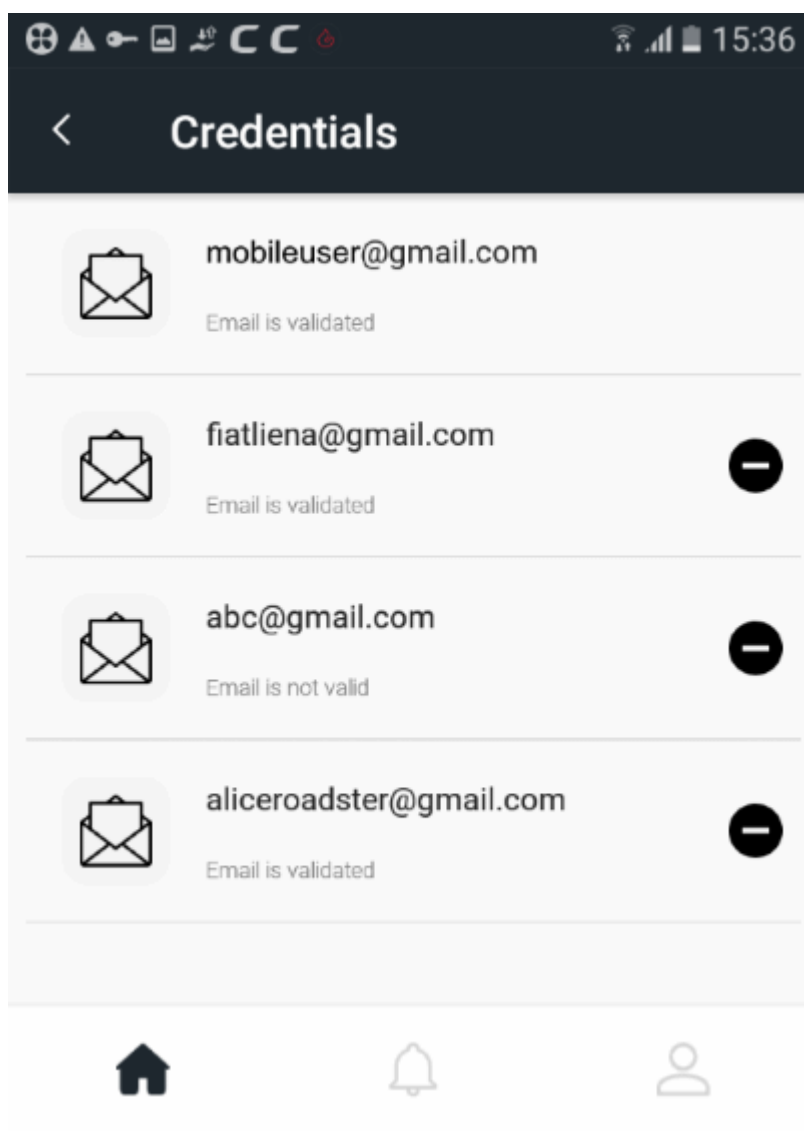 15:36
Credentials
mobileuser@gmail.com
Email is validated
fiatliena@gmail.com
Email is validated
abc@gmail.com
Email is not valid
aliceroadster@gmail.com
Email is validated